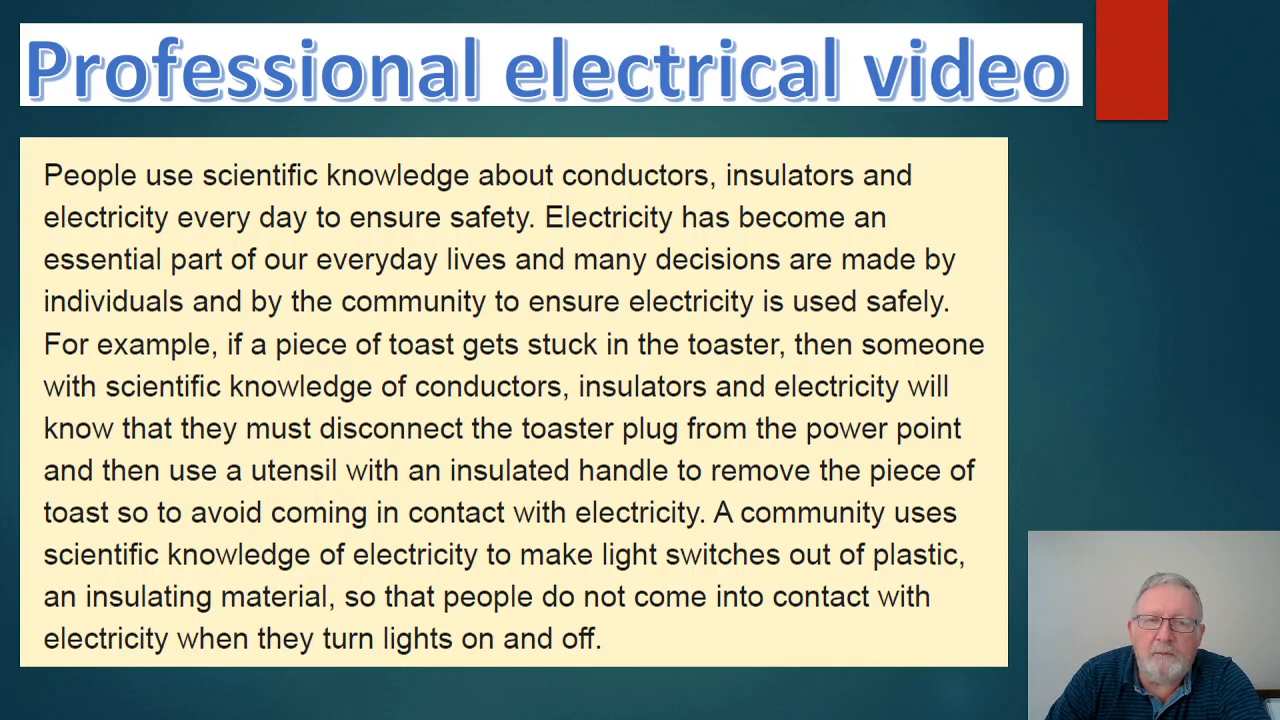 Professional electrical video
People use scientific knowledge about conductors, insulators and
electricity every day to ensure safety. Electricity has become an
essential part of our everyday lives and many decisions are made by
individuals and by the community to ensure electricity is used safely.
For example, if a piece of toast gets stuck in the toaster, then someone
with scientific knowledge of conductors, insulators and electricity will
know that they must disconnect the toaster plug from the power point
and then use a utensil with an insulated handle to remove the piece of
toast so to avoid coming in contact with electricity. A community uses
scientific knowledge of electricity to make light switches out of plastic,
an insulating material, so that people do not come into contact with
electricity when they turn lights on and off.